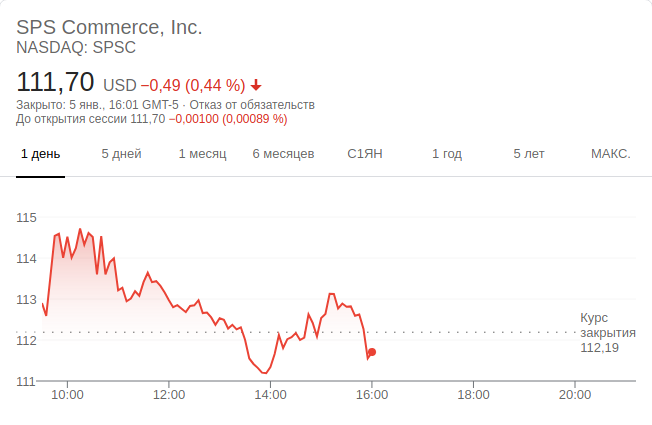 SPS Commerce, Inc.
NASDAQ: SPSC
111,70 USD −0,49 (0,44 %)
Закрыто: 5 янв., 16:01 GMT-5 · Отказ от обязательств
До открытия сессии 111,70 −0,00100 (0,00089 %)
1 день 5 дней 1 месяц 6 месяцев С1ЯН 1 год 5 лет МАКС.
115
114
113
112
111
Курс
закрытия
112,19
10:00 12:00 14:00 16:00 18:00 20:00